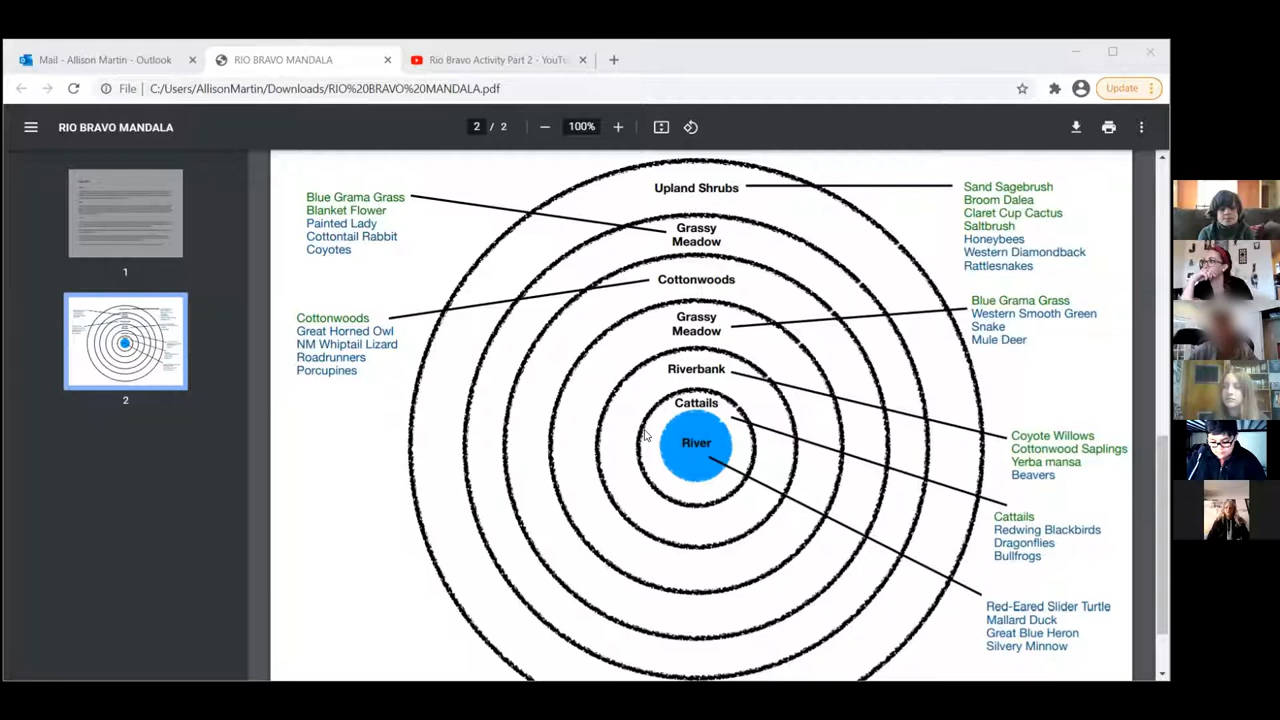 Mail - Allison Martin - Outlook
RIO BRAVO MANDALA
Rio Bravo Activity Part 2 - YouTu
File
C:/Users/AllisonMartin/Downloads/RIO%20BRAVO%20MANDALA.pdf
Update
RIO BRAVO MANDALA
2 / 2
100%
1
2
Upland Shrubs
Grassy
Meadow
Cottonwoods
Grassy
Meadow
Riverbank
Cattails
River
Blue Grama Grass
Blanket Flower
Painted Lady
Cottontail Rabbit
Coyotes
Cottonwoods
Great Horned Owl
NM Whiptail Lizard
Roadrunners
Porcupines
Sand Sagebrush
Broom Dalea
Claret Cup Cactus
Saltbrush
Honeybees
Western Diamondback
Rattlesnakes
Blue Grama Grass
Western Smooth Green
Snake
Mule Deer
Coyote Willows
Cottonwood Saplings
Yerba mansa
Beavers
Cattails
Redwing Blackbirds
Dragonflies
Bullfrogs
Red-Eared Slider Turtle
Mallard Duck
Great Blue Heron
Silvery Minnow